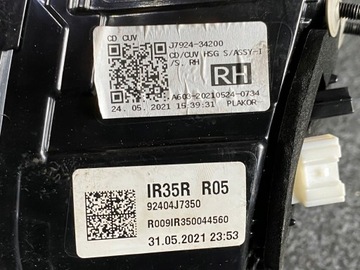 CD CUV
J7924-34200
CD/CUV HSG S/ASSY-I
/S. RH
RH
A603-20210524-0734
24. 05. 2021 15:39:31 PLAKOR
IR35R R05
92404J7350
R009IR350044560
31.05.2021 23:53